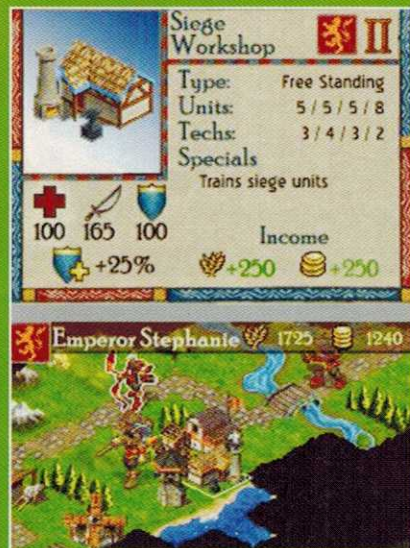 Siege
Workshop
II
Type: Free Standing
Units: 5 / 5 / 5 / 8
Techs: 3 / 4 / 3 / 2
Specials
Trains siege units
100 165 100
Income
+25% +250 +250
Emperor Stephanie 1725 1240